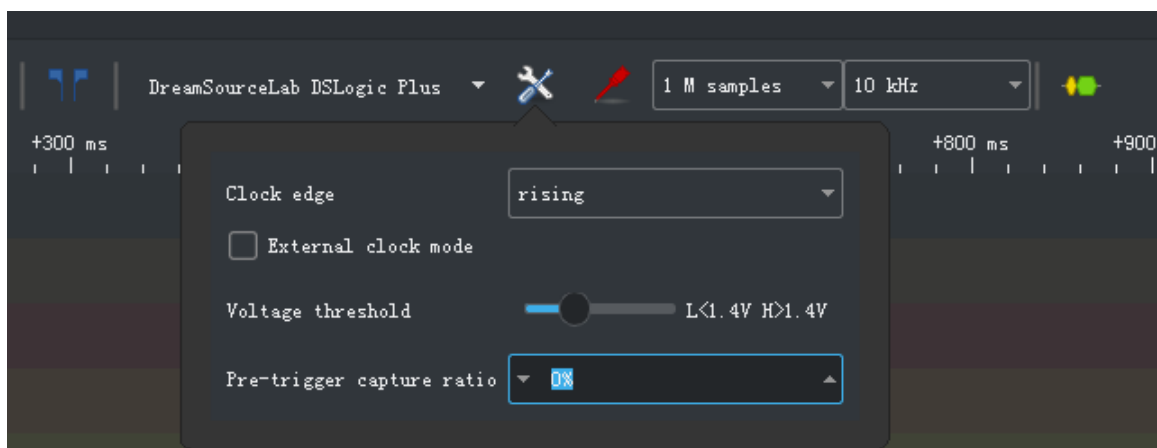 DreamSourceLab DSLogic Plus 1 M samples 10 kHz
+300 ms +800 ms +900
Clock edge rising
External clock mode
Voltage threshold L<1.4V H>1.4V
Pre-trigger capture ratio 0%